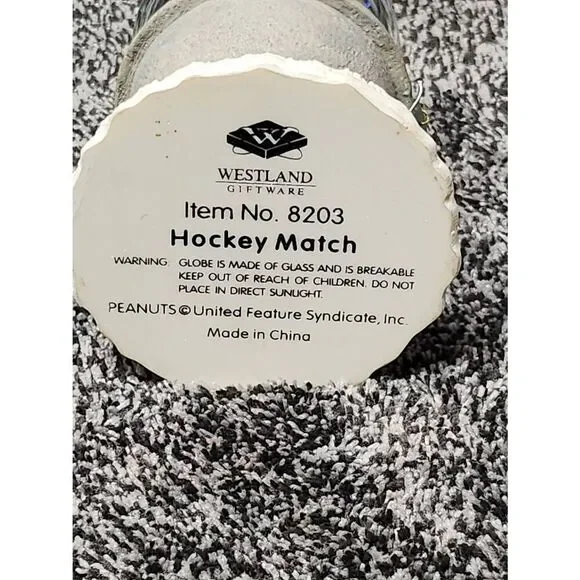 W
WESTLAND
GIFTWARE
Item No. 8203
Hockey Match
WARNING: GLOBE IS MADE OF GLASS AND IS BREAKABLE
KEEP OUT OF REACH OF CHILDREN. DO NOT
PLACE IN DIRECT SUNLIGHT.
PEANUTS © United Feature Syndicate, Inc.
Made in China